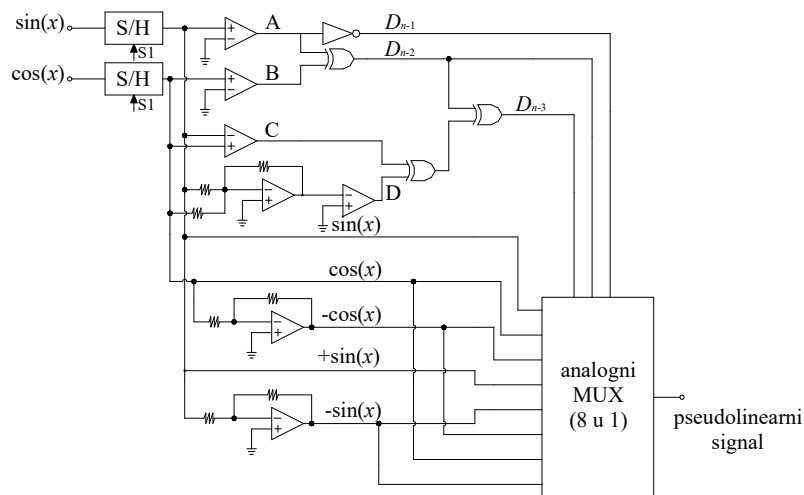 sin(x)
S/H
S1
A
Dn-1
Dn-2
cos(x)
S/H
S1
B
Dn-3
C
D
sin(x)
cos(x)
-cos(x)
+sin(x)
-sin(x)
analogni
MUX
(8 u 1)
pseudolinearni
signal